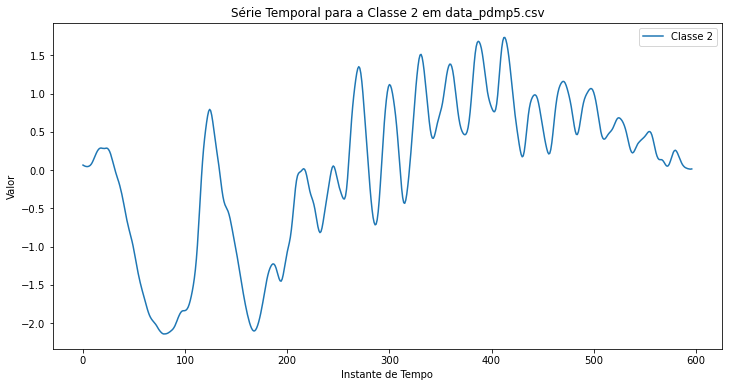 Série Temporal para a Classe 2 em data_pdmp5.csv
Classe 2
Valor
1.5
1.0
0.5
0.0
−0.5
−1.0
−1.5
−2.0
0 100 200 300 400 500 600
Instante de Tempo